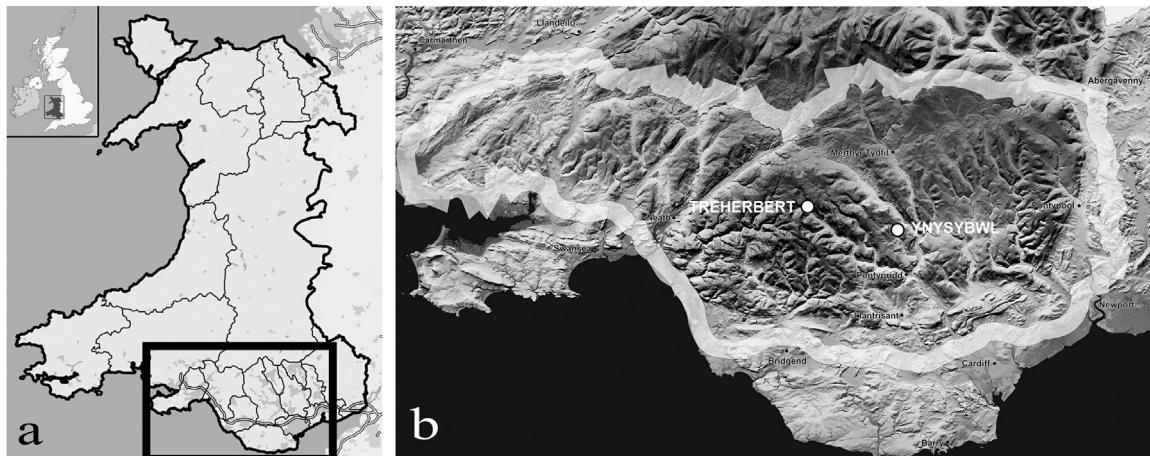 a
b
Llandeilo
Carmarthen
Abergavenny
Merthyr Tydfil
TREHERBERT
Pontypool
Neath
YNYSYBWL
Swansea
Pontypridd
Newport
Llantrisant
Bridgend
Cardiff
Barry